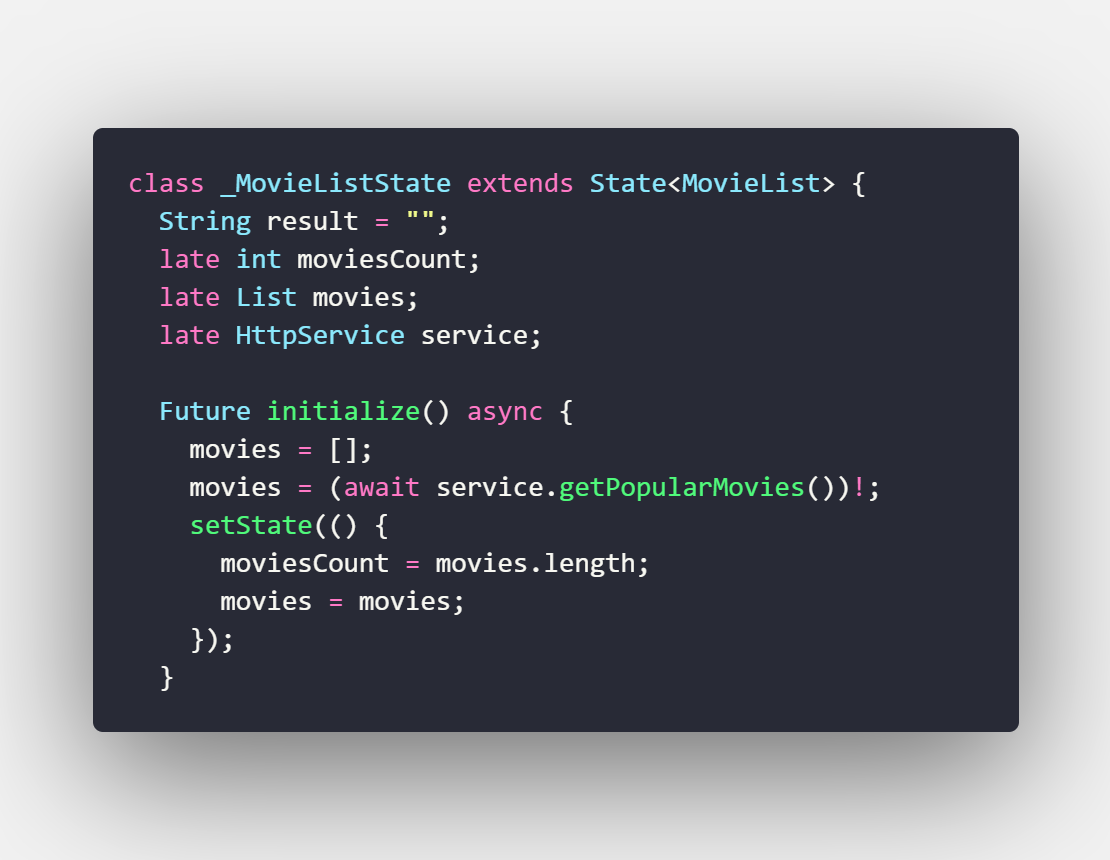 class _MovieListState extends State<MovieList> {
  String result = "";
  late int moviesCount;
  late List movies;
  late HttpService service;

  Future initialize() async {
    movies = [];
    movies = (await service.getPopularMovies())!;
    setState(() {
      moviesCount = movies.length;
      movies = movies;
    });
  }